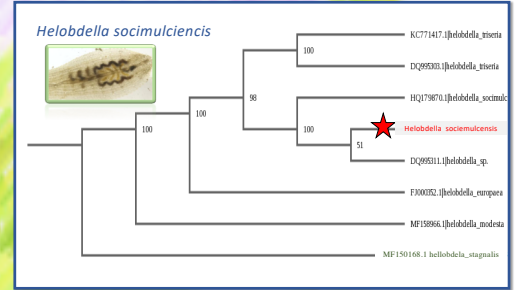 Helobdella socimulciencis
KC771417.1|helobdella_triseria
100
DQ995303.1|helobdella_triseria
98
HQ179870.1|helobdella_socimulc
100
100
100
Helobdella sociemulcensis
51
DQ995311.1|helobdella_sp.
FJ000352.1|helobdella_europaea
MF158966.1|helobdella_modesta
MF150168.1 hellobdela_stagnalis